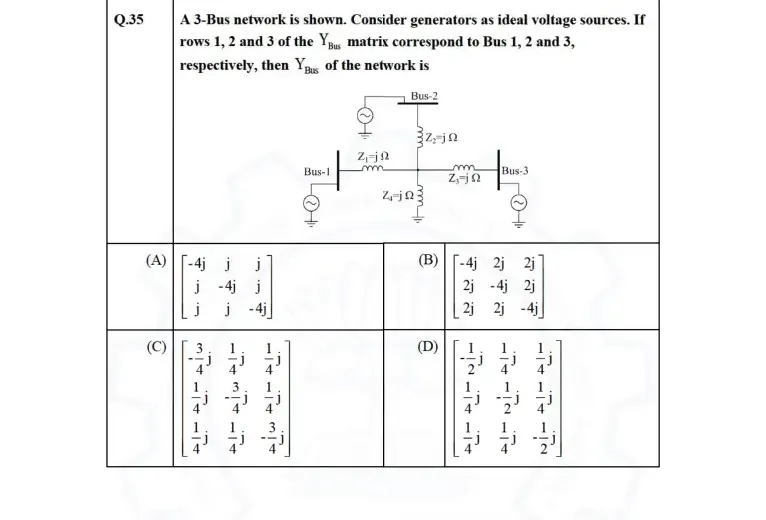 Q.35 A 3-Bus network is shown. Consider generators as ideal voltage sources. If
rows 1, 2 and 3 of the Y_Bus matrix correspond to Bus 1, 2 and 3,
respectively, then Y_Bus of the network is
Bus-2
Z₂=j Ω
Z₁=j Ω
Bus-1
Z₃=j Ω
Bus-3
Z₄=j Ω
(A) [-4j j j
j -4j j
j j -4j]
(B) [-4j 2j 2j
2j -4j 2j
2j 2j -4j]
(C) [-3/4 j 1/4 j 1/4 j
1/4 j -3/4 j 1/4 j
1/4 j 1/4 j -3/4 j]
(D) [-1/2 j 1/4 j 1/4 j
1/4 j -1/2 j 1/4 j
1/4 j 1/4 j -1/2 j]